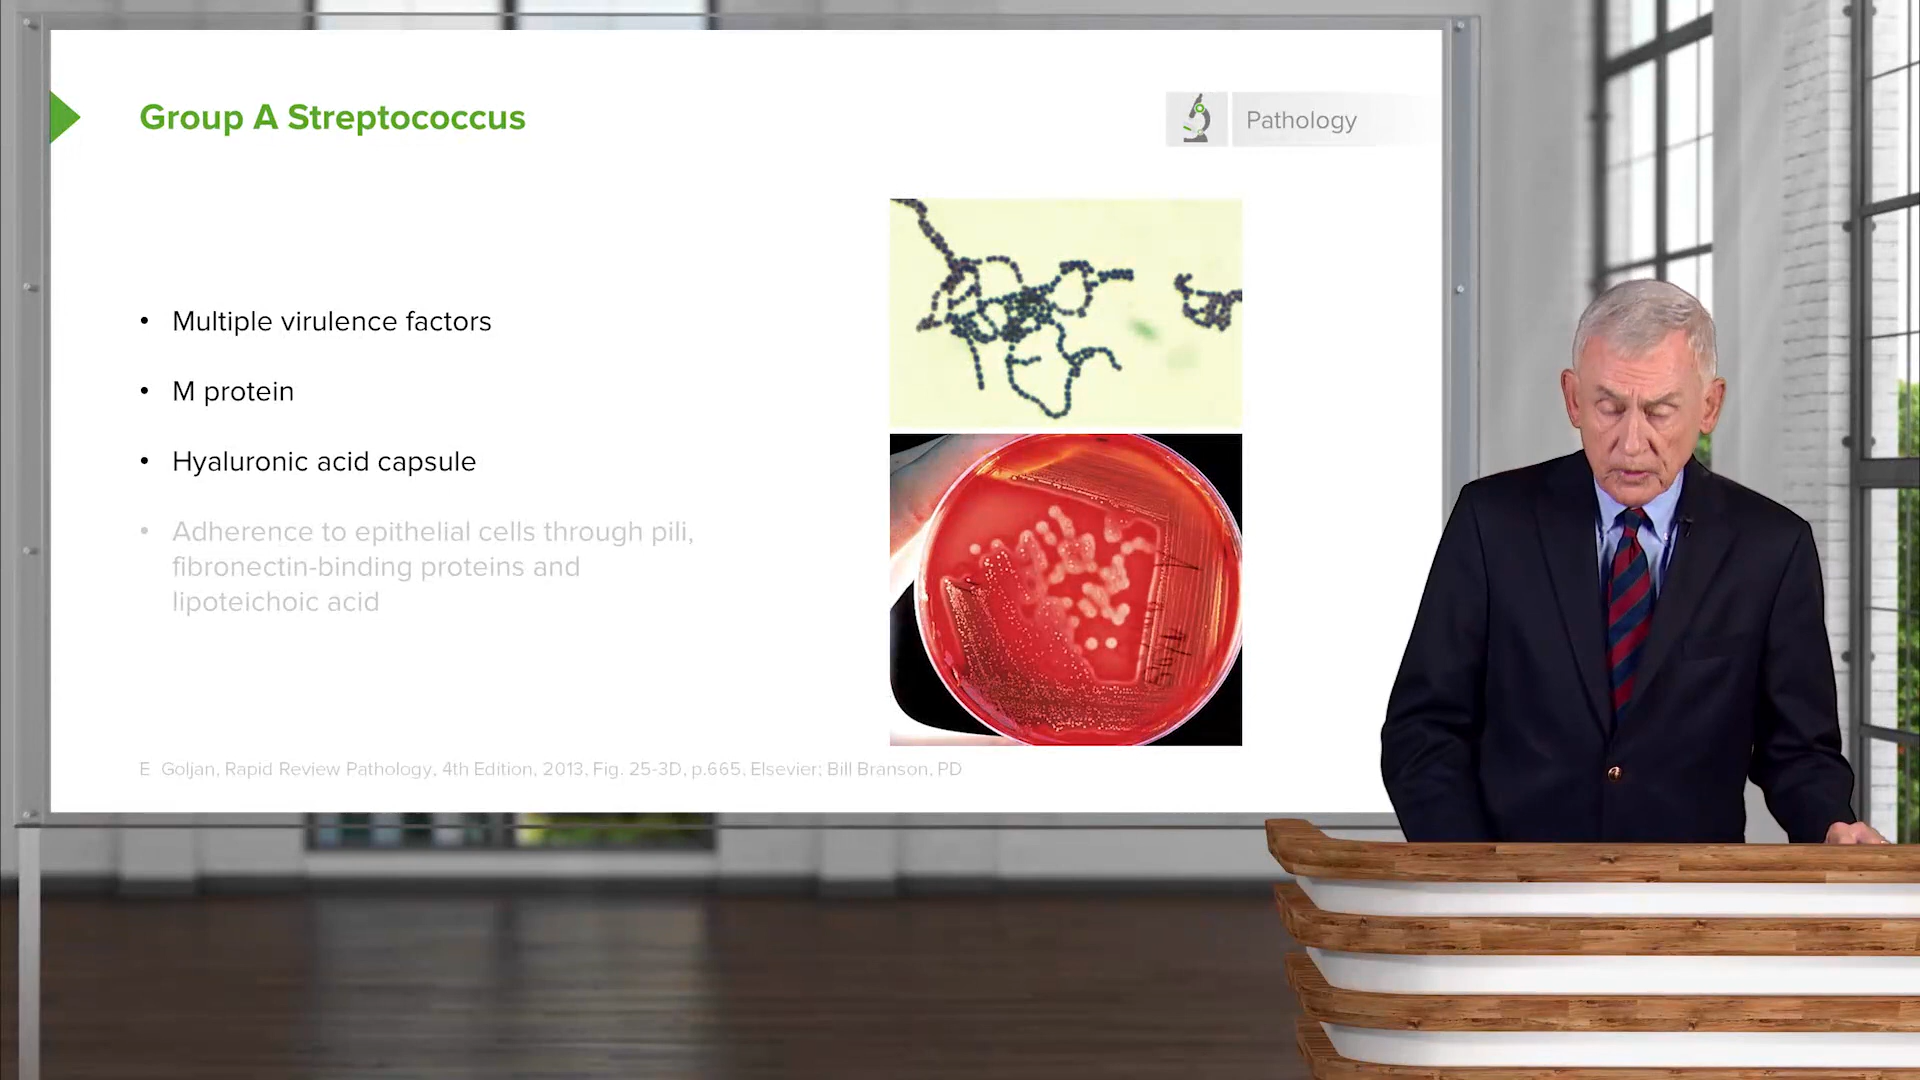 Group A Streptococcus
Pathology
• Multiple virulence factors
• M protein
• Hyaluronic acid capsule
• Adherence to epithelial cells through pili,
fibronectin-binding proteins and
lipoteichoic acid
E Goljan, Rapid Review Pathology, 4th Edition, 2013, Fig. 25-3D, p.665, Elsevier; Bill Branson, PD